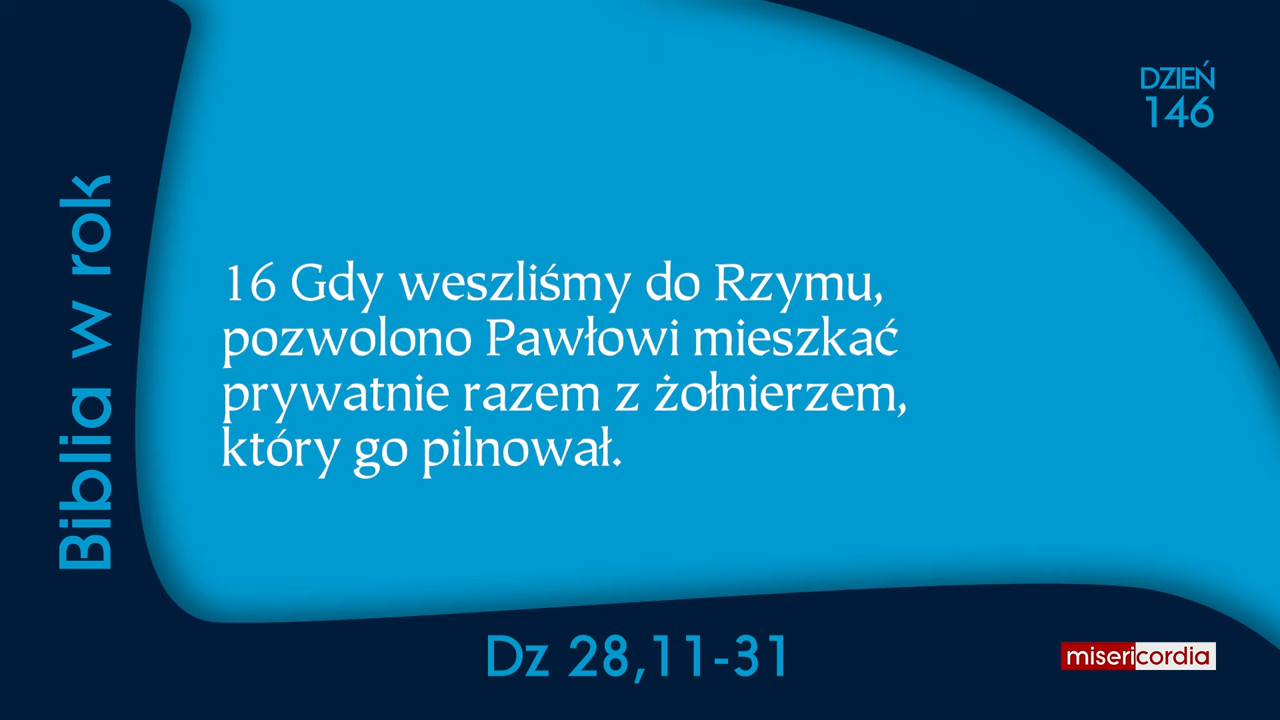 Biblia w rok
DZIEŃ
146
16 Gdy weszliśmy do Rzymu,
pozwolono Pawłowi mieszkać
prywatnie razem z żołnierzem,
który go pilnował.
Dz 28,11-31
misericordia